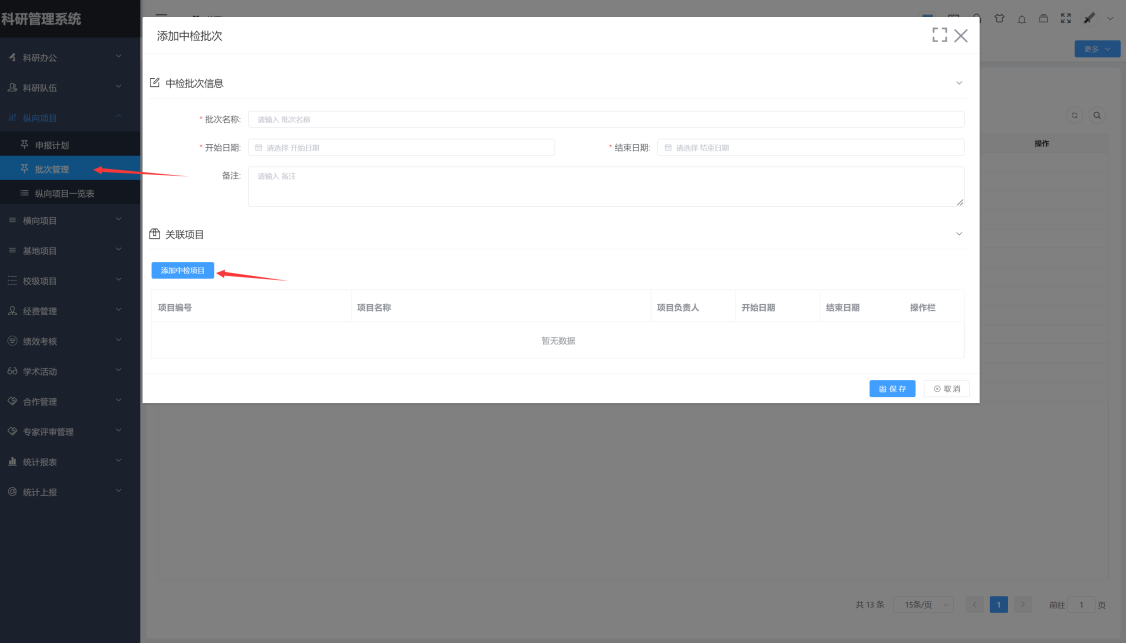 科研管理系统
添加中检批次
科研办公
更多
科研队伍
中检批次信息
纵向项目
* 批次名称: 请输入 批次名称
申报计划
* 开始日期: 请选择 开始日期
* 结束日期: 请选择 结束日期
操作
批次管理
备注: 请输入 备注
纵向项目一览表
横向项目
关联项目
基地项目
添加中检项目
校级项目
项目编号 项目名称 项目负责人 开始日期 结束日期 操作栏
经费管理
暂无数据
绩效考核
学术活动
保存 取消
合作管理
专家评审管理
统计报表
统计上报
共 13 条 15条/页 1 前往 1 页